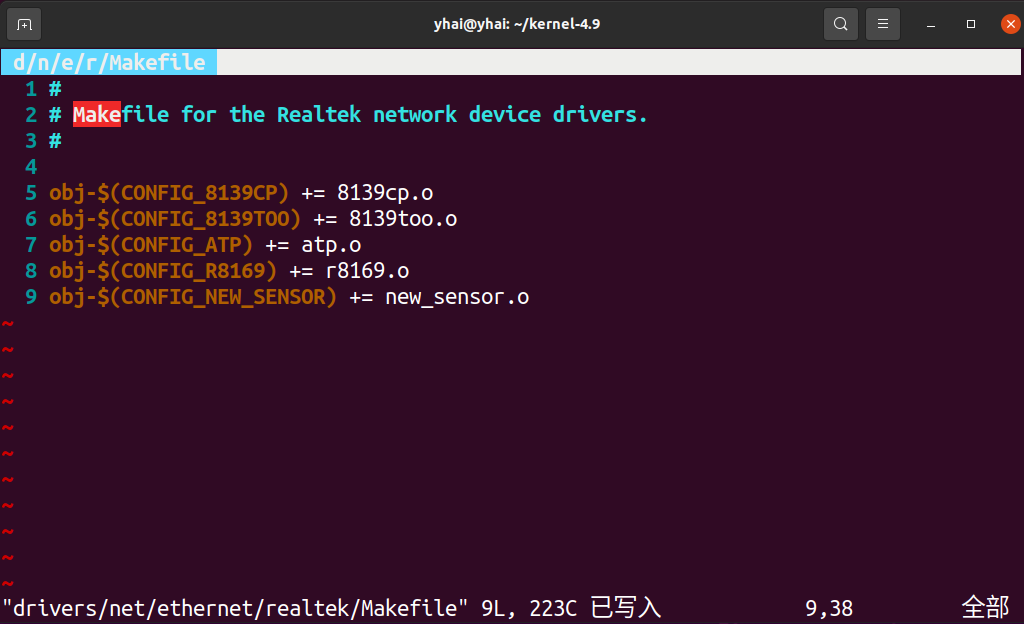 yhai@yhai: ~/kernel-4.9
d/n/e/r/Makefile
1 #
2 # Makefile for the Realtek network device drivers.
3 #
4
5 obj-$(CONFIG_8139CP) += 8139cp.o
6 obj-$(CONFIG_8139TOO) += 8139too.o
7 obj-$(CONFIG_ATP) += atp.o
8 obj-$(CONFIG_R8169) += r8169.o
9 obj-$(CONFIG_NEW_SENSOR) += new_sensor.o
~
~
~
~
~
~
~
~
~
~
~
"drivers/net/ethernet/realtek/Makefile" 9L, 223C 已写入 9,38 全部